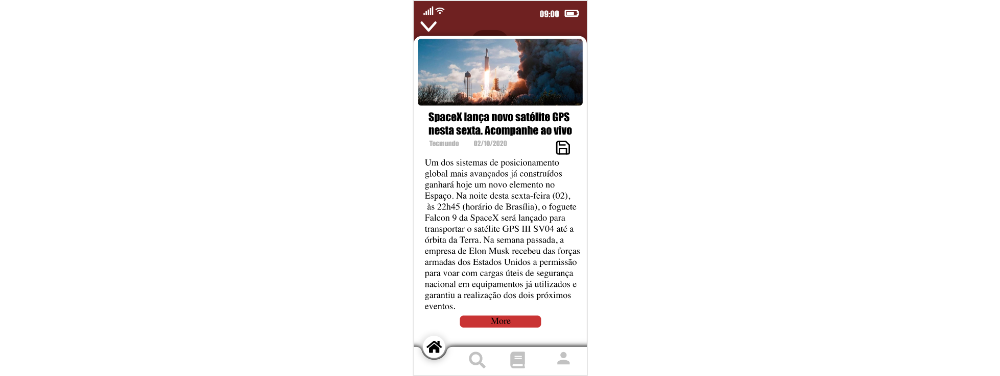 09:00
SpaceX lança novo satélite GPS
nesta sexta. Acompanhe ao vivo
Tecmundo 02/10/2020
Um dos sistemas de posicionamento
global mais avançados já construídos
ganhará hoje um novo elemento no
Espaço. Na noite desta sexta-feira (02),
às 22h45 (horário de Brasília), o foguete
Falcon 9 da SpaceX será lançado para
transportar o satélite GPS III SV04 até a
órbita da Terra. Na semana passada, a
empresa de Elon Musk recebeu das forças
armadas dos Estados Unidos a permissão
para voar com cargas úteis de segurança
nacional em equipamentos já utilizados e
garantiu a realização dos dois próximos
eventos.
More